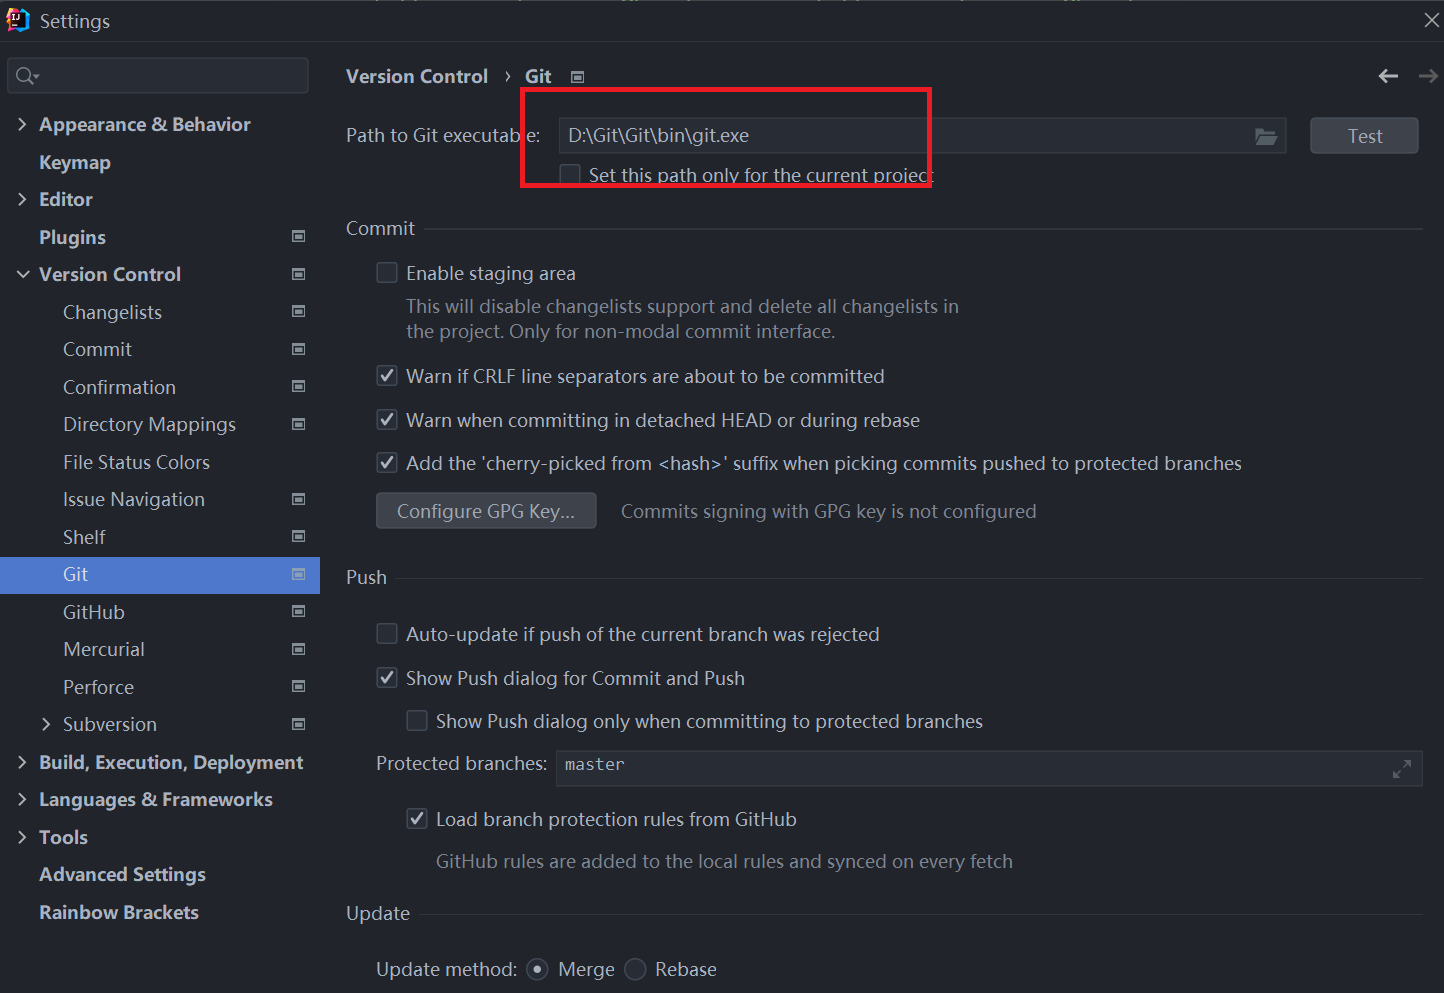 Settings
Version Control › Git
Appearance & Behavior
Keymap
Editor
Plugins
Version Control
Changelists
Commit
Confirmation
Directory Mappings
File Status Colors
Issue Navigation
Shelf
Git
GitHub
Mercurial
Perforce
Subversion
Build, Execution, Deployment
Languages & Frameworks
Tools
Advanced Settings
Rainbow Brackets
Path to Git executable: D:\Git\Git\bin\git.exe Test
Set this path only for the current project
Commit
Enable staging area
This will disable changelists support and delete all changelists in
the project. Only for non-modal commit interface.
Warn if CRLF line separators are about to be committed
Warn when committing in detached HEAD or during rebase
Add the 'cherry-picked from <hash>' suffix when picking commits pushed to protected branches
Configure GPG Key... Commits signing with GPG key is not configured
Push
Auto-update if push of the current branch was rejected
Show Push dialog for Commit and Push
Show Push dialog only when committing to protected branches
Protected branches: master
Load branch protection rules from GitHub
GitHub rules are added to the local rules and synced on every fetch
Update
Update method: Merge Rebase